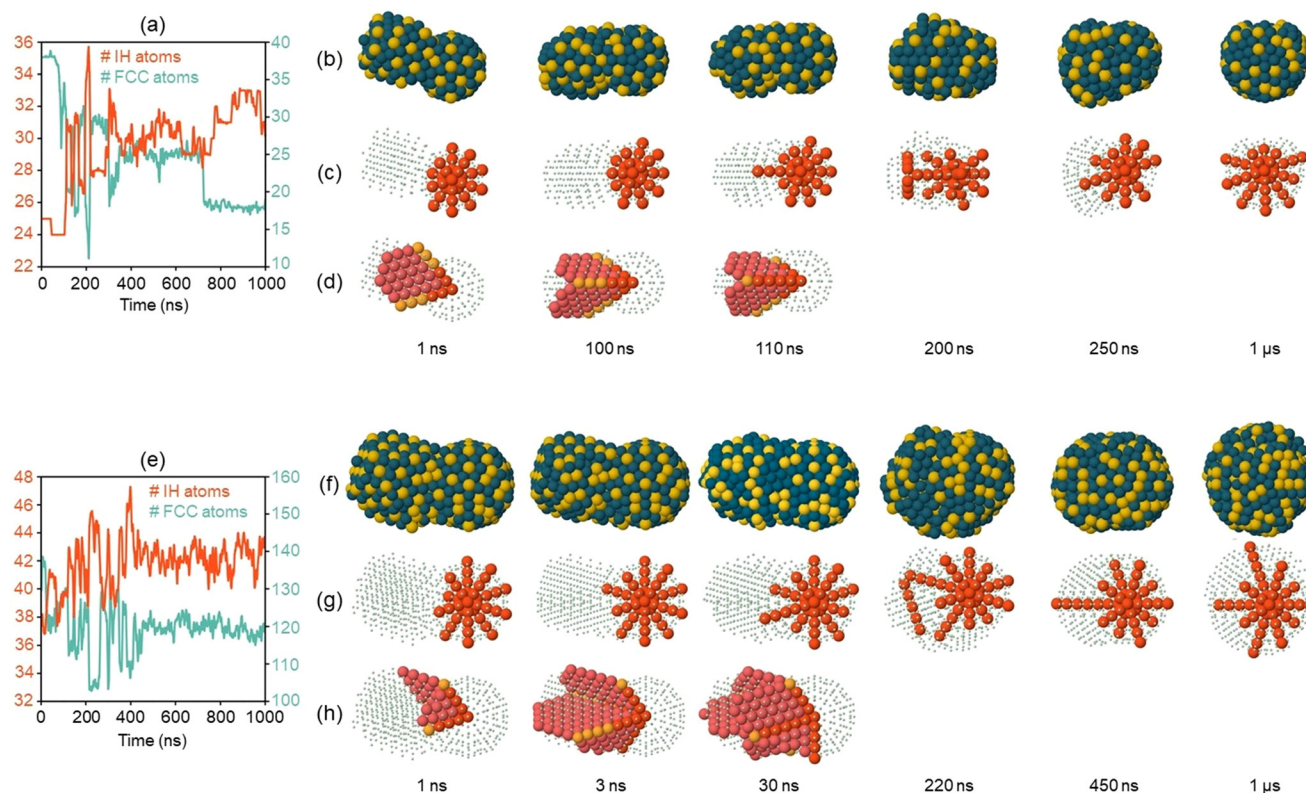 (a)
# IH atoms
# FCC atoms
36
34
32
30
28
26
24
22
40
35
30
25
20
15
10
0 200 400 600 800 1000
Time (ns)
(b)
(c)
(d)
1 ns 100 ns 110 ns 200 ns 250 ns 1 µs
(e)
# IH atoms
# FCC atoms
48
46
44
42
40
38
36
34
32
160
150
140
130
120
110
100
0 200 400 600 800 1000
Time (ns)
(f)
(g)
(h)
1 ns 3 ns 30 ns 220 ns 450 ns 1 µs